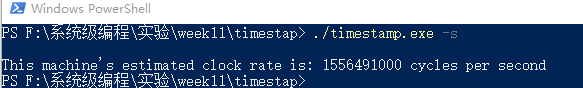 Windows PowerShell
PS F:\系统级编程\实验\week11\timestap> ./timestamp.exe -s
This machine's estimated clock rate is: 1556491000 cycles per second
PS F:\系统级编程\实验\week11\timestap>